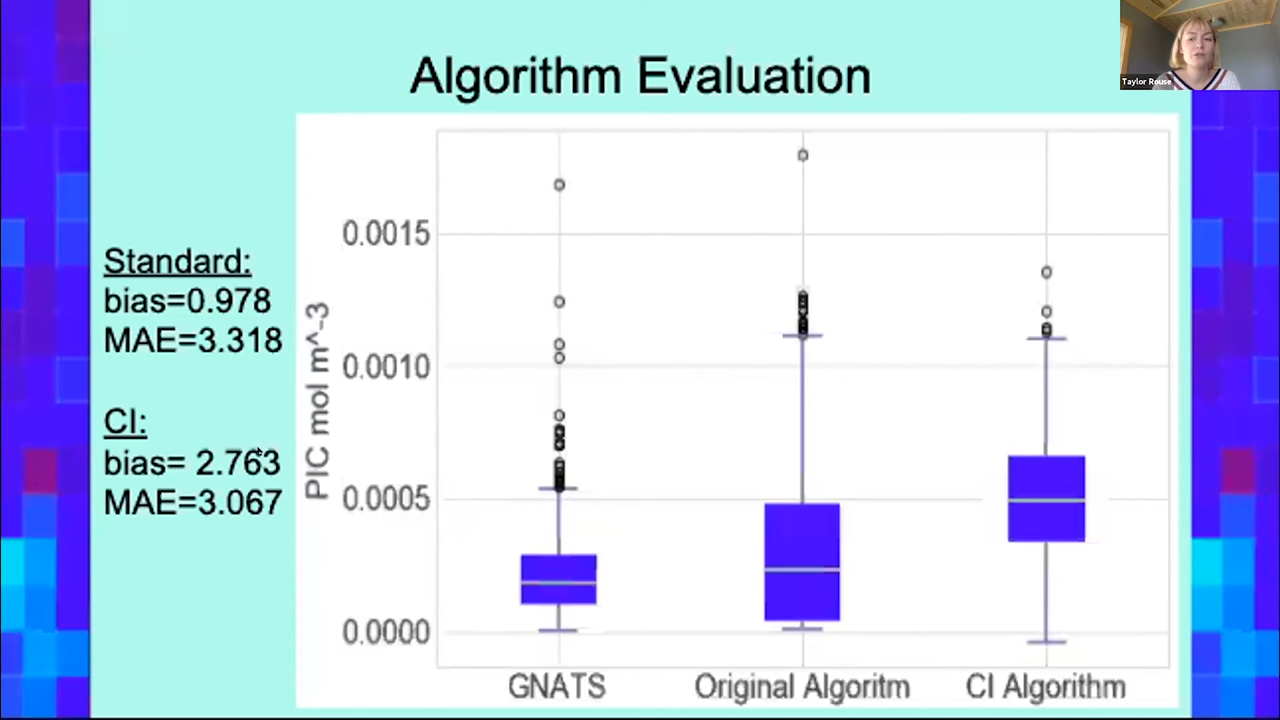 Algorithm Evaluation
Taylor Rouse
Standard:
bias=0.978
MAE=3.318
CI:
bias= 2.763
MAE=3.067
PIC mol m^-3
0.0015
0.0010
0.0005
0.0000
GNATS
Original Algoritm
CI Algorithm